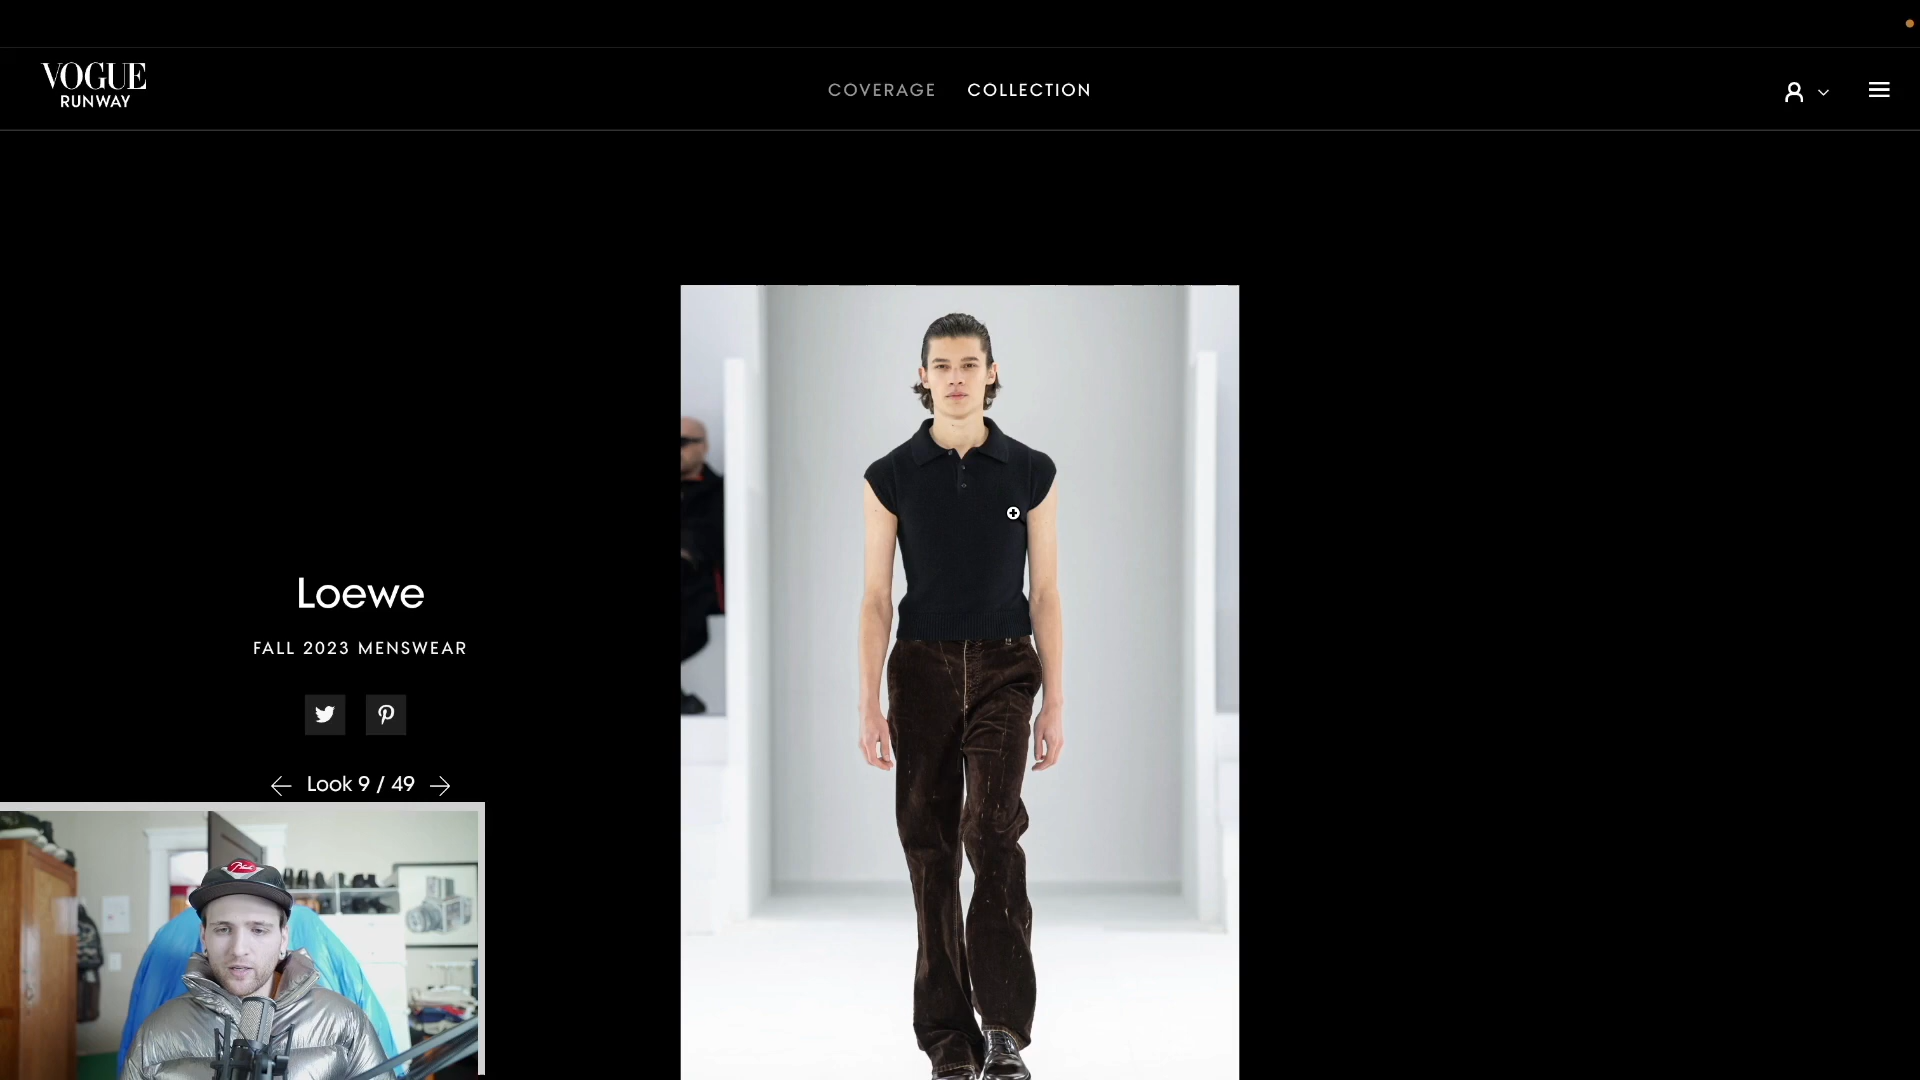 VOGUE
RUNWAY
COVERAGE COLLECTION
Loewe
FALL 2023 MENSWEAR
Look 9 / 49